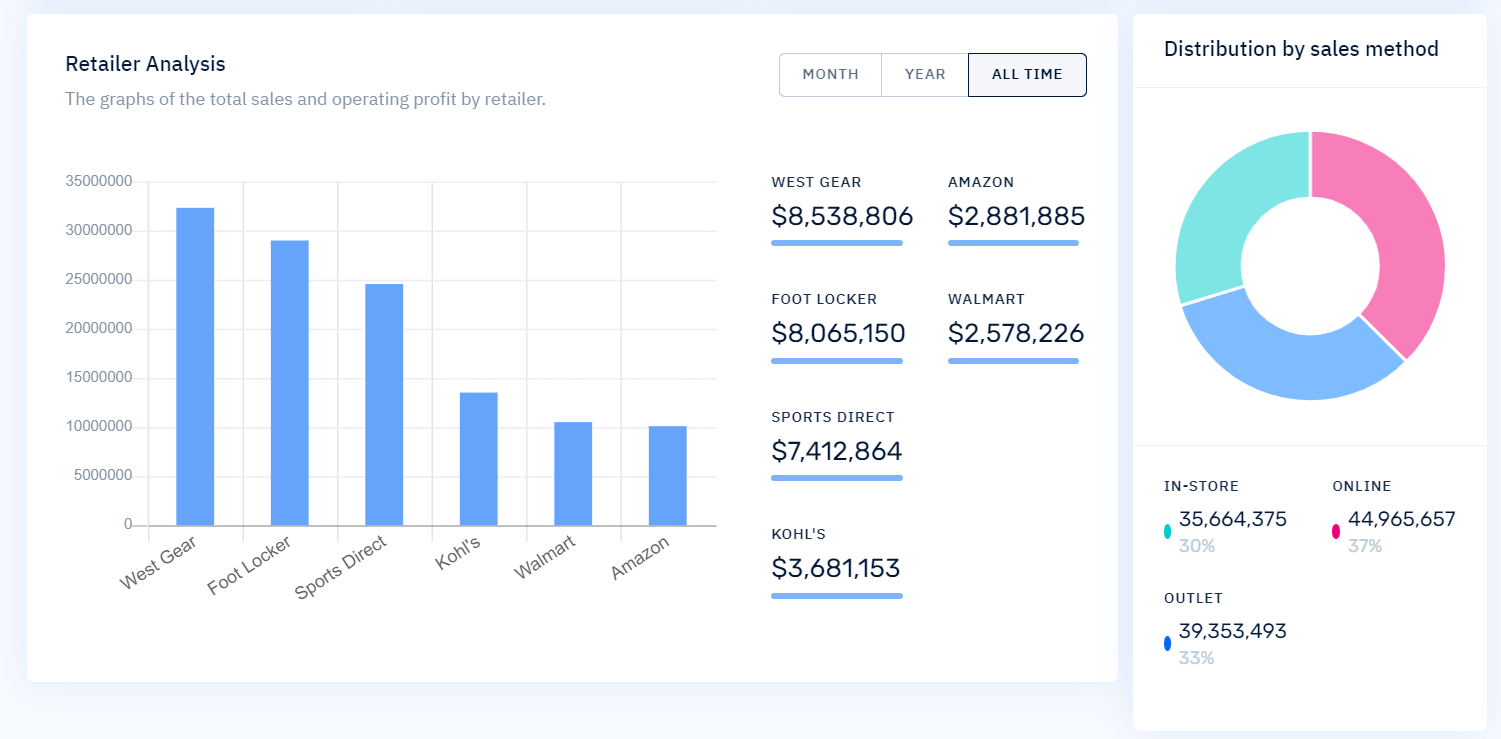 Retailer Analysis
The graphs of the total sales and operating profit by retailer.
MONTH
YEAR
ALL TIME
35000000
30000000
25000000
20000000
15000000
10000000
5000000
0
West Gear
Foot Locker
Sports Direct
Kohl's
Walmart
Amazon
WEST GEAR
$8,538,806
AMAZON
$2,881,885
FOOT LOCKER
$8,065,150
WALMART
$2,578,226
SPORTS DIRECT
$7,412,864
KOHL'S
$3,681,153
Distribution by sales method
IN-STORE
35,664,375
30%
ONLINE
44,965,657
37%
OUTLET
39,353,493
33%